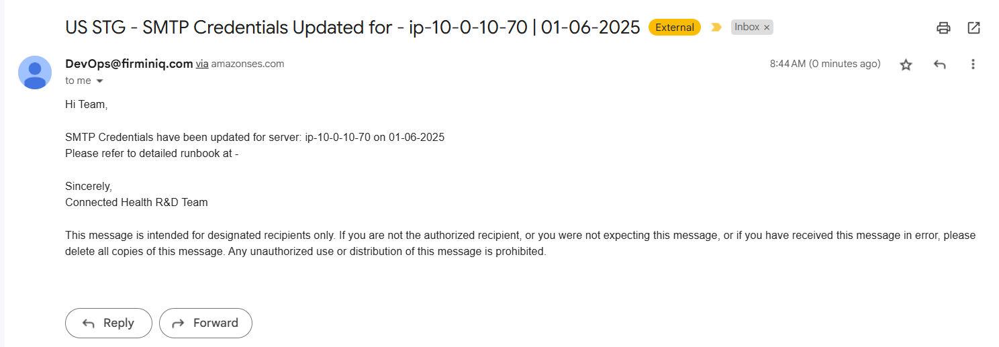 US STG - SMTP Credentials Updated for - ip-10-0-10-70 | 01-06-2025 External Inbox ×
DevOps@firminiq.com via amazonses.com 8:44 AM (0 minutes ago)
to me
Hi Team,
SMTP Credentials have been updated for server: ip-10-0-10-70 on 01-06-2025
Please refer to detailed runbook at -
Sincerely,
Connected Health R&D Team
This message is intended for designated recipients only. If you are not the authorized recipient, or you were not expecting this message, or if you have received this message in error, please
delete all copies of this message. Any unauthorized use or distribution of this message is prohibited.
Reply Forward